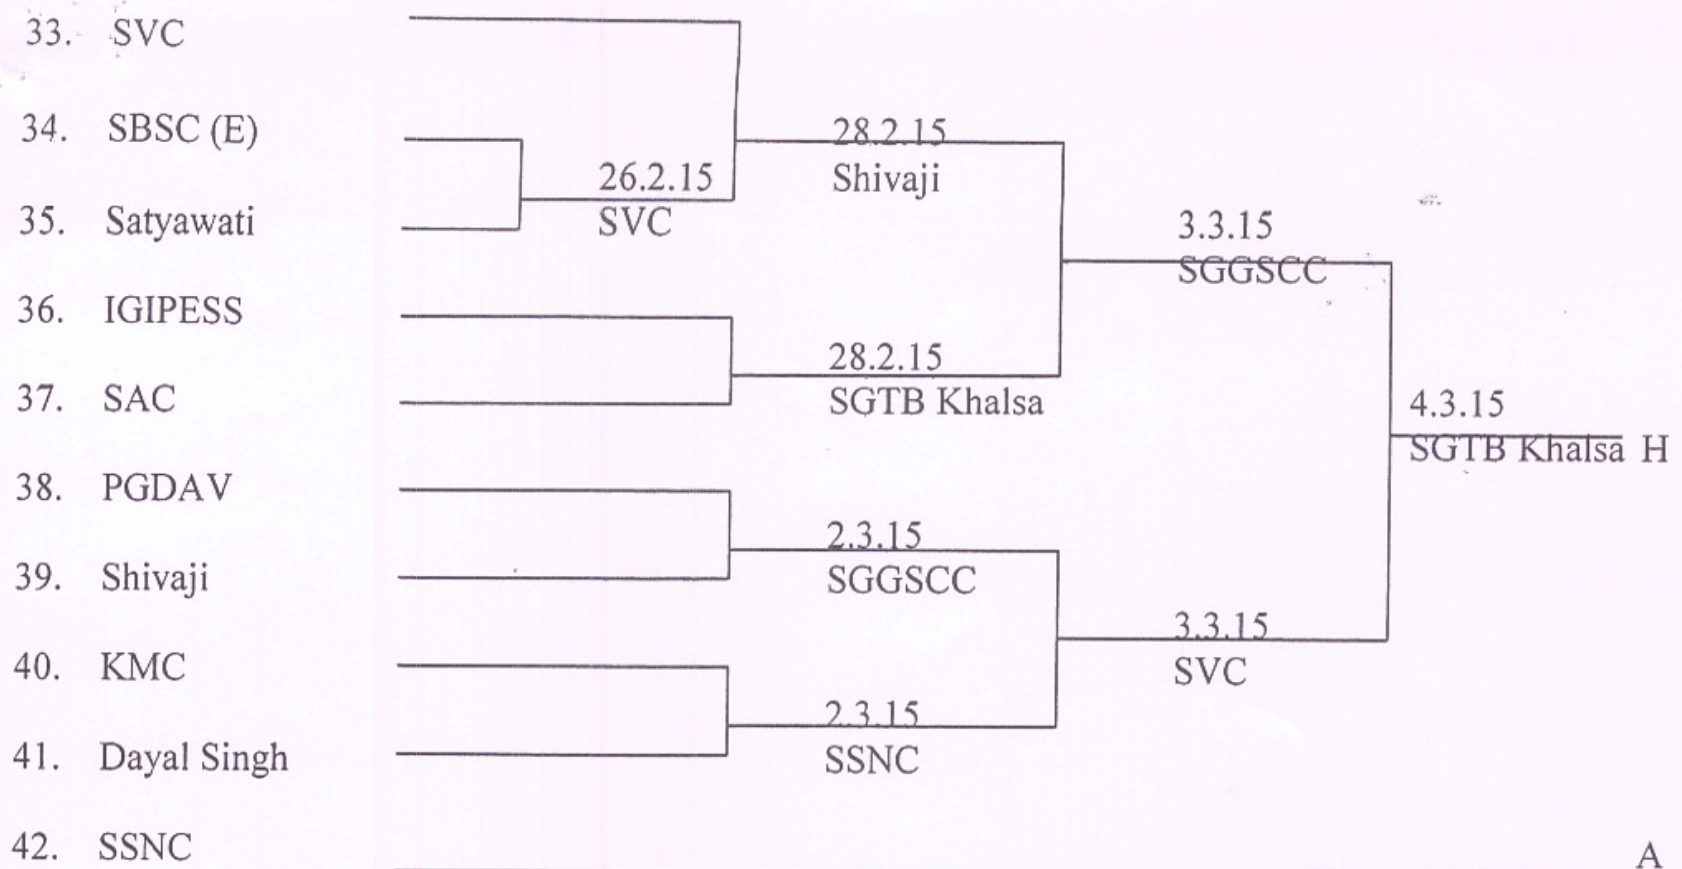 33. SVC
34. SBSC (E)
28.2.15
Shivaji
26.2.15
SVC
35. Satyawati
3.3.15
SGGSCC
36. IGIPESS
28.2.15
SGTB Khalsa
37. SAC
4.3.15
SGTB Khalsa H
38. PGDAV
2.3.15
SGGSCC
39. Shivaji
3.3.15
SVC
40. KMC
2.3.15
SSNC
41. Dayal Singh
42. SSNC
A